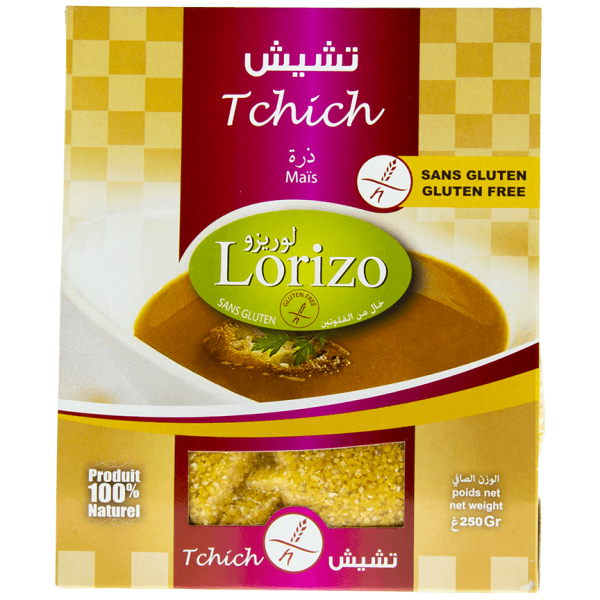 تشيش
Tchich
ذرة
Maïs
SANS GLUTEN
GLUTEN FREE
لوريزو
Lorizo
SANS GLUTEN
GLUTEN FREE
خال من الغلوتين
Produit
100%
Naturel
الوزن الصافي
poids net
net weight
250Gr غ
Tchich
تشيش